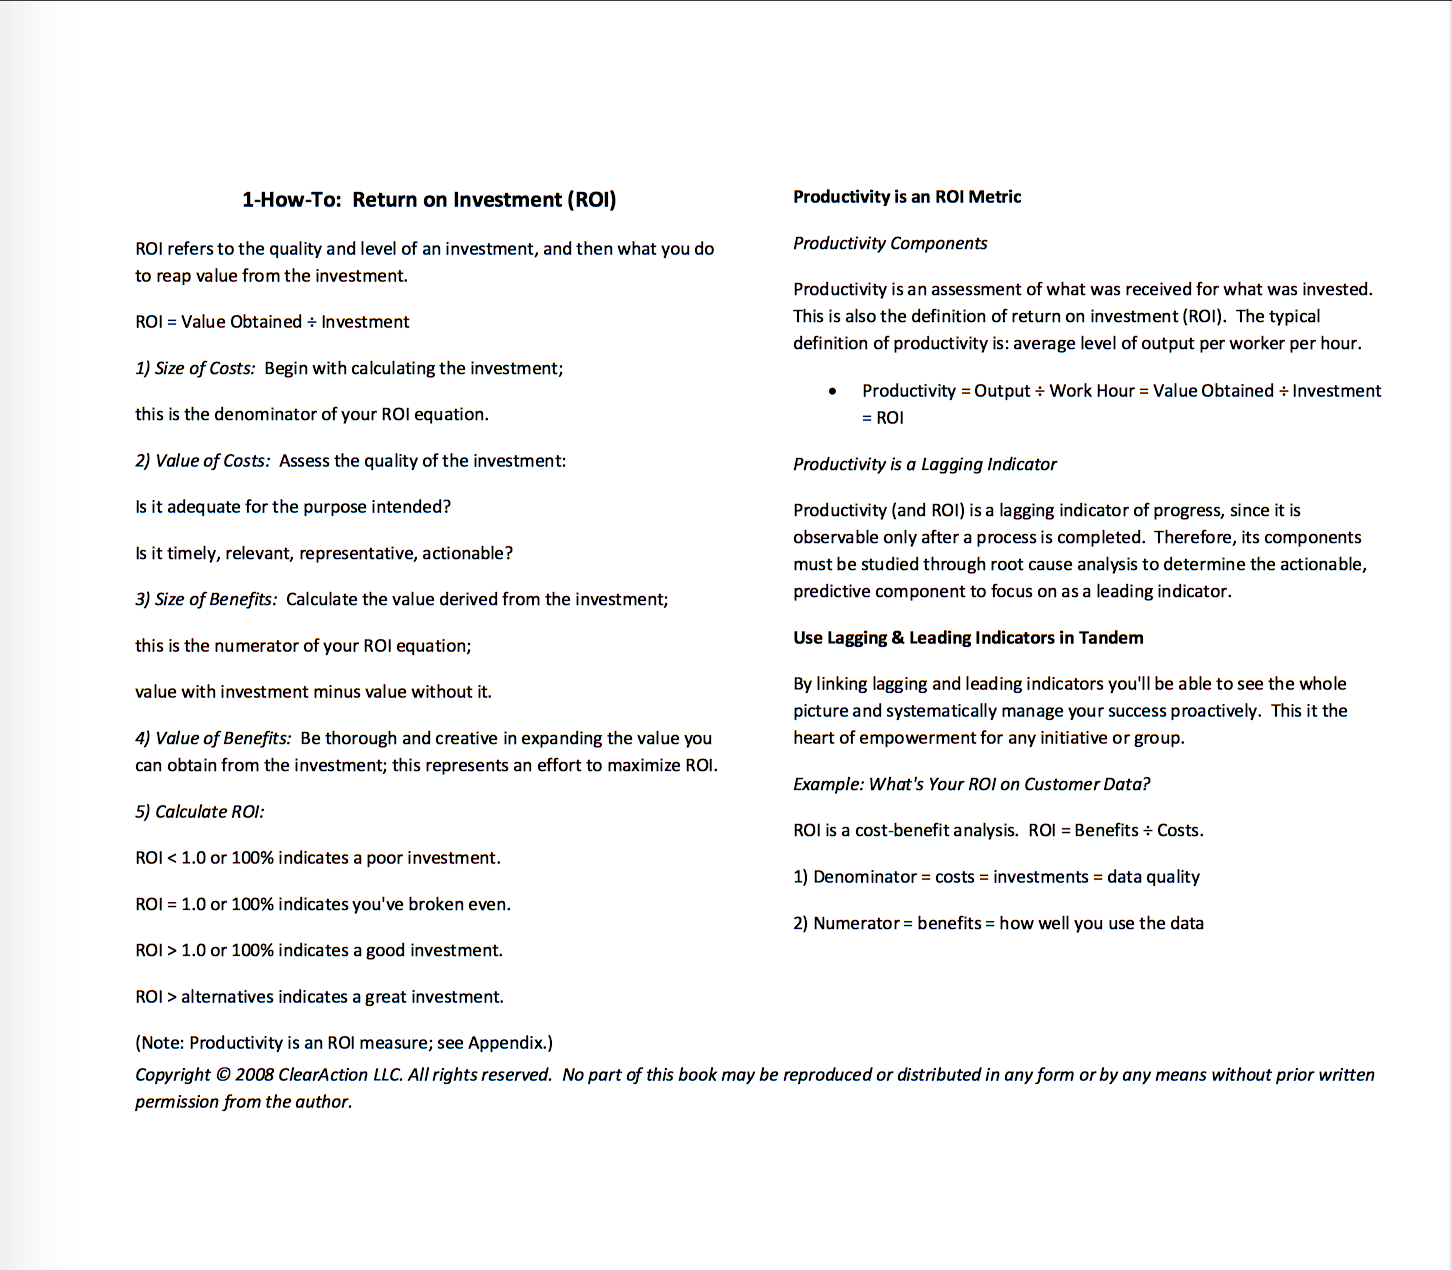 1-How-To:  Return on Investment (ROI)
ROI refers to the quality and level of an investment, and then what you do
to reap value from the investment.
ROI = Value Obtained ÷ Investment
1) Size of Costs:  Begin with calculating the investment;
this is the denominator of your ROI equation.
2) Value of Costs:  Assess the quality of the investment:
Is it adequate for the purpose intended?
Is it timely, relevant, representative, actionable?
3) Size of Benefits:  Calculate the value derived from the investment;
this is the numerator of your ROI equation;
value with investment minus value without it.
4) Value of Benefits:  Be thorough and creative in expanding the value you
can obtain from the investment; this represents an effort to maximize ROI.
5) Calculate ROI:
ROI < 1.0 or 100% indicates a poor investment.
ROI = 1.0 or 100% indicates you've broken even.
ROI > 1.0 or 100% indicates a good investment.
ROI > alternatives indicates a great investment.
(Note: Productivity is an ROI measure; see Appendix.)
Productivity is an ROI Metric
Productivity Components
Productivity is an assessment of what was received for what was invested.
This is also the definition of return on investment (ROI).  The typical
definition of productivity is: average level of output per worker per hour.
• Productivity = Output ÷ Work Hour = Value Obtained ÷ Investment
= ROI
Productivity is a Lagging Indicator
Productivity (and ROI) is a lagging indicator of progress, since it is
observable only after a process is completed.  Therefore, its components
must be studied through root cause analysis to determine the actionable,
predictive component to focus on as a leading indicator.
Use Lagging & Leading Indicators in Tandem
By linking lagging and leading indicators you'll be able to see the whole
picture and systematically manage your success proactively.  This it the
heart of empowerment for any initiative or group.
Example: What's Your ROI on Customer Data?
ROI is a cost-benefit analysis.  ROI = Benefits ÷ Costs.
1) Denominator = costs = investments = data quality
2) Numerator = benefits = how well you use the data
Copyright © 2008 ClearAction LLC. All rights reserved.  No part of this book may be reproduced or distributed in any form or by any means without prior written
permission from the author.